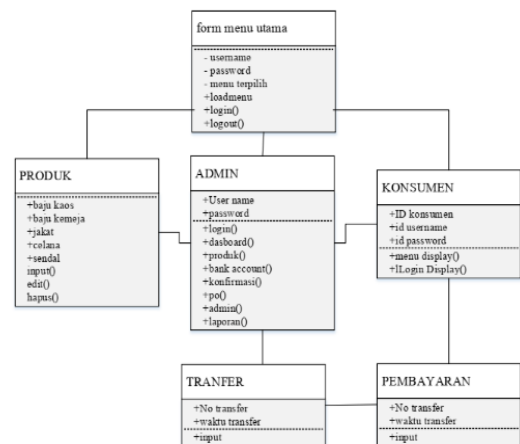 form menu utama
- username
- password
- menu terpilih
+loadmenu
+login()
+logout()
PRODUK
+baju kaos
+baju kemeja
+jakat
+celana
+sendal
input()
edit()
hapus()
ADMIN
+User name
+password
+login()
+dasboard()
+produk()
+bank account()
+konfirmasi()
+po()
+admin()
+laporan()
KONSUMEN
+ID konsumen
+id username
+id password
+menu display()
+lLogin Display()
TRANFER
+No transfer
+waktu transfer
+input
PEMBAYARAN
+No transfer
+waktu transfer
+input